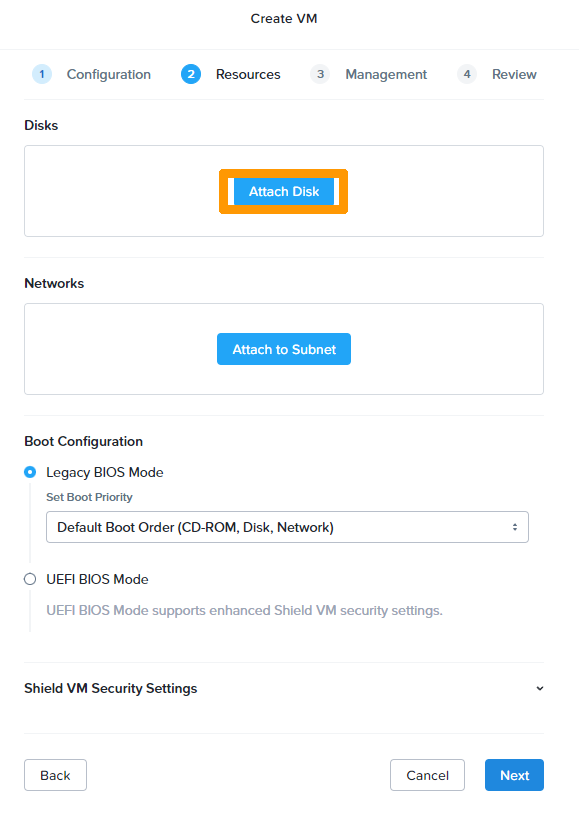 Create VM
1 Configuration 2 Resources 3 Management 4 Review
Disks
Attach Disk
Networks
Attach to Subnet
Boot Configuration
Legacy BIOS Mode
Set Boot Priority
Default Boot Order (CD-ROM, Disk, Network)
UEFI BIOS Mode
UEFI BIOS Mode supports enhanced Shield VM security settings.
Shield VM Security Settings
Back Cancel Next